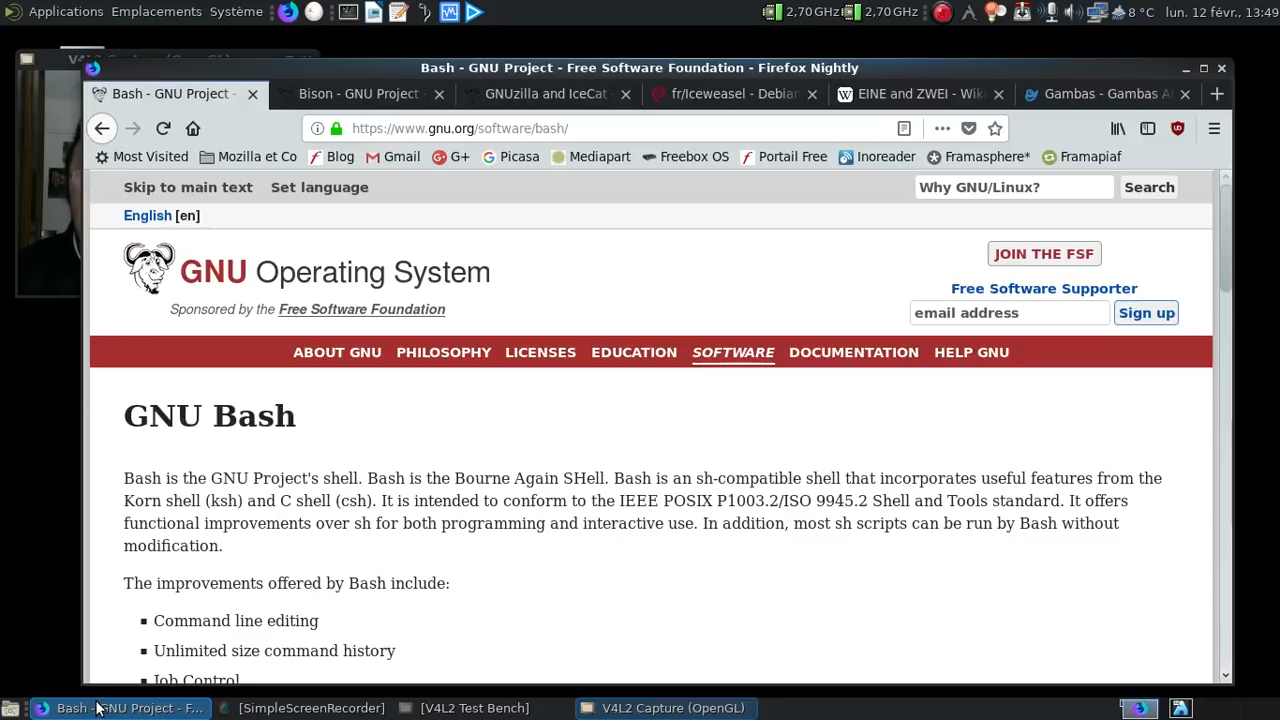 Applications Emplacements Système 2,70 GHz 2,70 GHz 8 °C lun. 12 févr., 13:49
Bash - GNU Project - Free Software Foundation - Firefox Nightly
Bash - GNU Project - Bison - GNU Project - GNUzilla and IceCat - fr/Iceweasel - Debian EINE and ZWEI - Wiki Gambas - Gambas Al
https://www.gnu.org/software/bash/
Most Visited Mozilla et Co Blog Gmail G+ Picasa Mediapart Freebox OS Portail Free Inoreader Framasphere* Framapiaf
Skip to main text Set language Why GNU/Linux? Search
English [en]
GNU Operating System
JOIN THE FSF
Sponsored by the Free Software Foundation
Free Software Supporter
email address Sign up
ABOUT GNU PHILOSOPHY LICENSES EDUCATION SOFTWARE DOCUMENTATION HELP GNU
GNU Bash
Bash is the GNU Project's shell. Bash is the Bourne Again SHell. Bash is an sh-compatible shell that incorporates useful features from the
Korn shell (ksh) and C shell (csh). It is intended to conform to the IEEE POSIX P1003.2/ISO 9945.2 Shell and Tools standard. It offers
functional improvements over sh for both programming and interactive use. In addition, most sh scripts can be run by Bash without
modification.
The improvements offered by Bash include:
Command line editing
Unlimited size command history
Job Control
Bash - GNU Project - F... [SimpleScreenRecorder] [V4L2 Test Bench] V4L2 Capture (OpenGL)